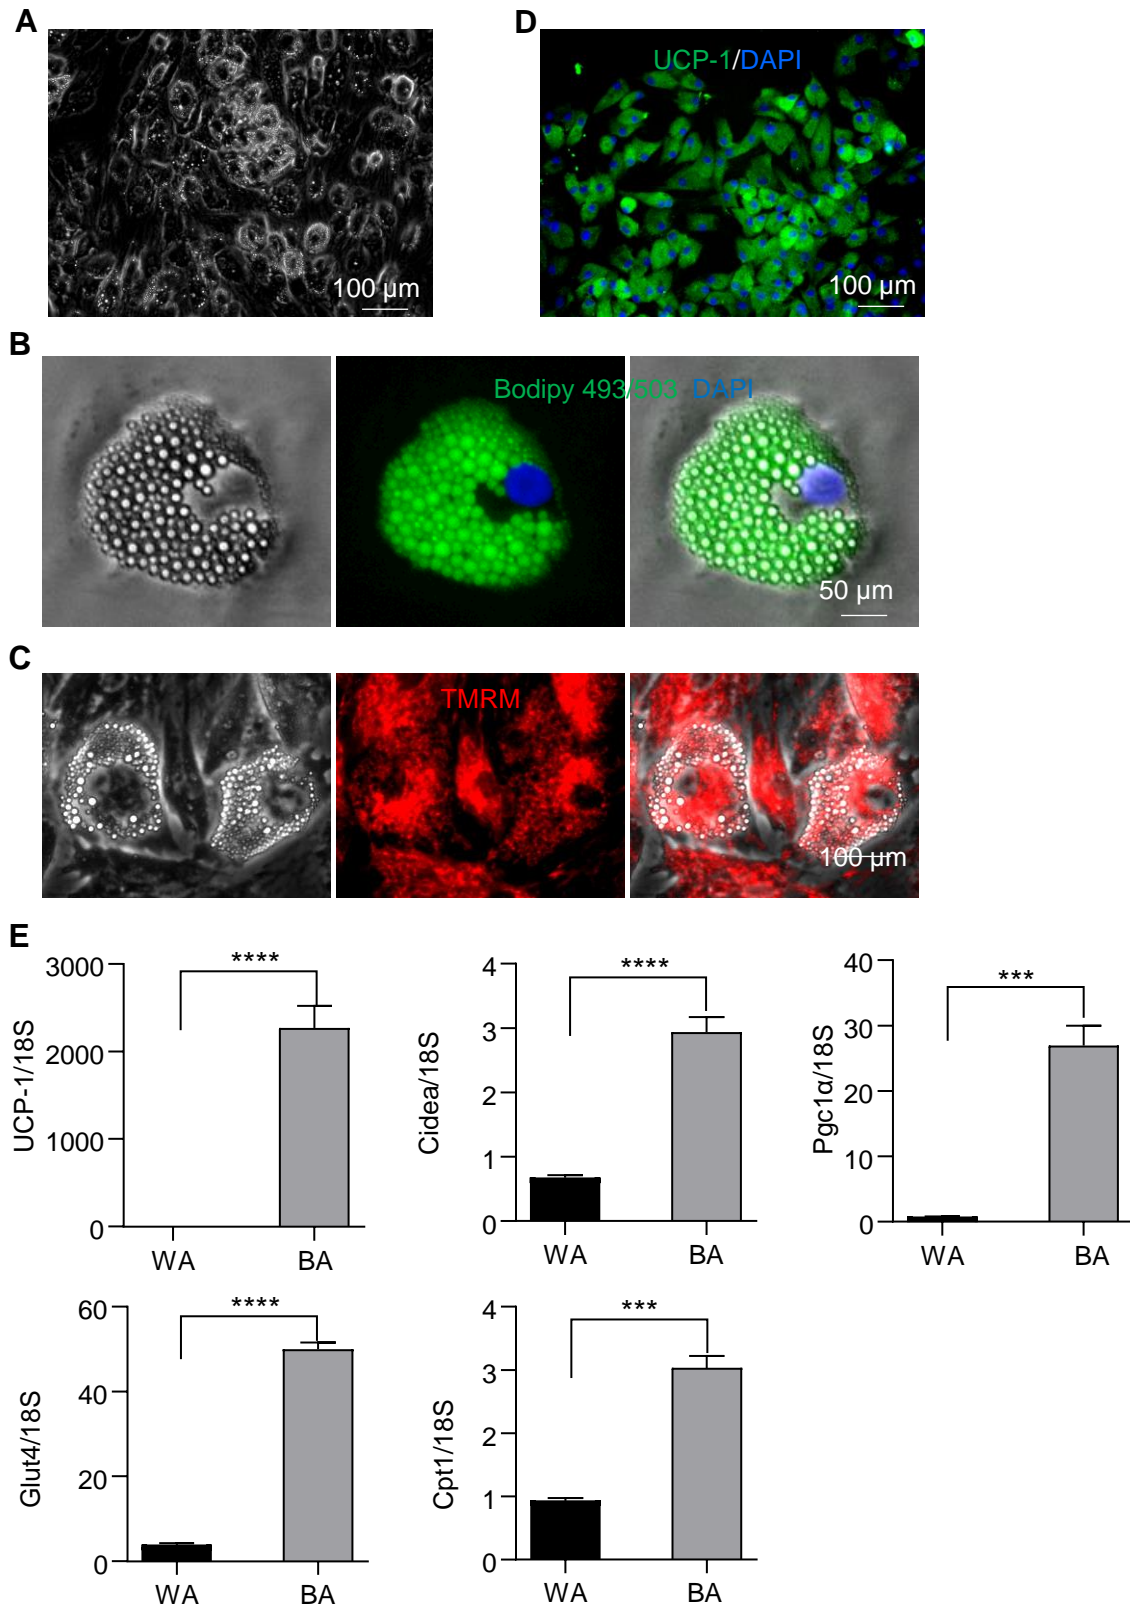 A
100 µm
D
UCP-1/DAPI
100 µm
B
Bodipy 493/503 DAPI
50 µm
C
TMRM
100 µm
E
UCP-1/18S
3000
2000
1000
0
****
WA
BA
Cidea/18S
4
3
2
1
0
****
WA
BA
Pgc1α/18S
40
30
20
10
0
***
WA
BA
Glut4/18S
60
40
20
0
****
WA
BA
Cpt1/18S
4
3
2
1
0
***
WA
BA